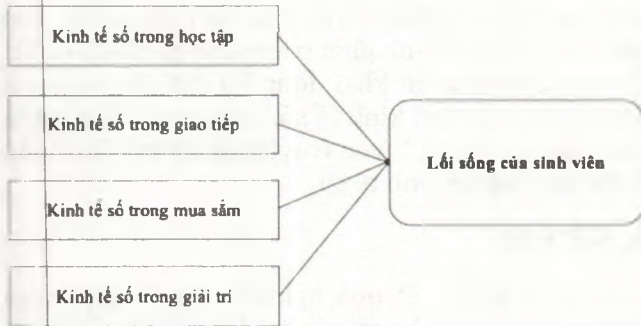 Kinh tế số trong học tập
Kinh tế số trong giao tiếp
Lối sống của sinh viên
Kinh tế số trong mua sắm
Kinh tế số trong giải trí